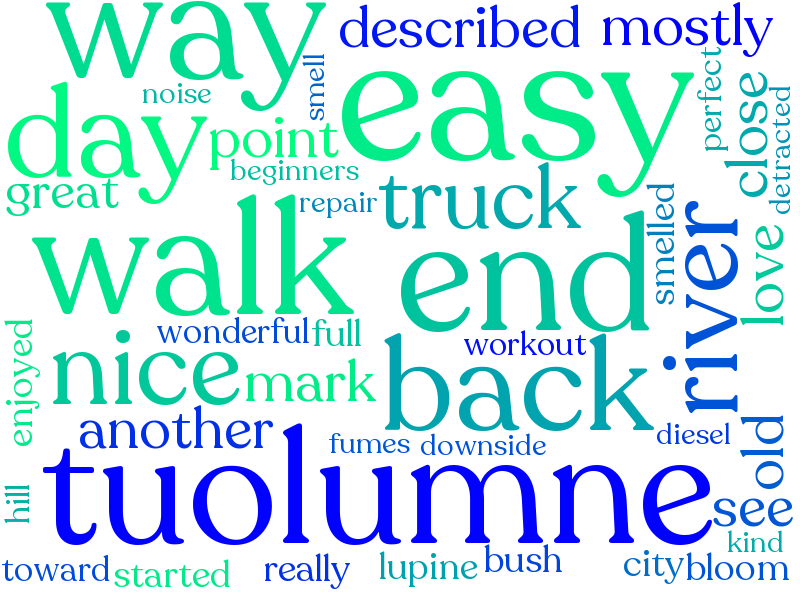 way
described
mostly
noise
smell
easy
perfect
close
detracted
day
point
beginners
great
repair
truck
smelled
river
love
walk
end
enjoyed
wonderful
full
workout
nice
mark
back
another
fumes
downside
diesel
old
tuolumne
hill
see
kind
toward
started
really
lupine
bush
city
bloom